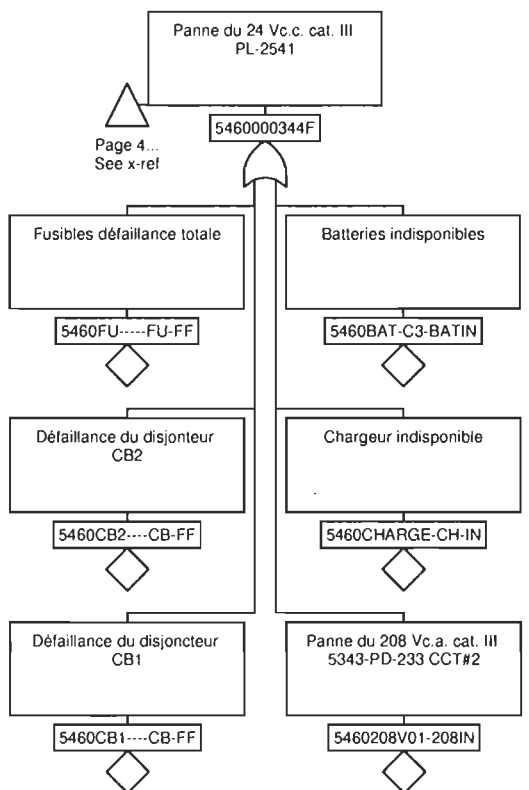 Panne du 24 Vc.c. cat. III
PL-2541
Page 4...
See x-ref
5460000344F
Fusibles défaillance totale
5460FU-----FU-FF
Batteries indisponibles
5460BAT-C3-BATIN
Défaillance du disjonteur
CB2
5460CB2----CB-FF
Chargeur indisponible
5460CHARGE-CH-IN
Défaillance du disjoncteur
CB1
5460CB1----CB-FF
Panne du 208 Vc.a. cat. III
5343-PD-233 CCT#2
5460208V01-208IN